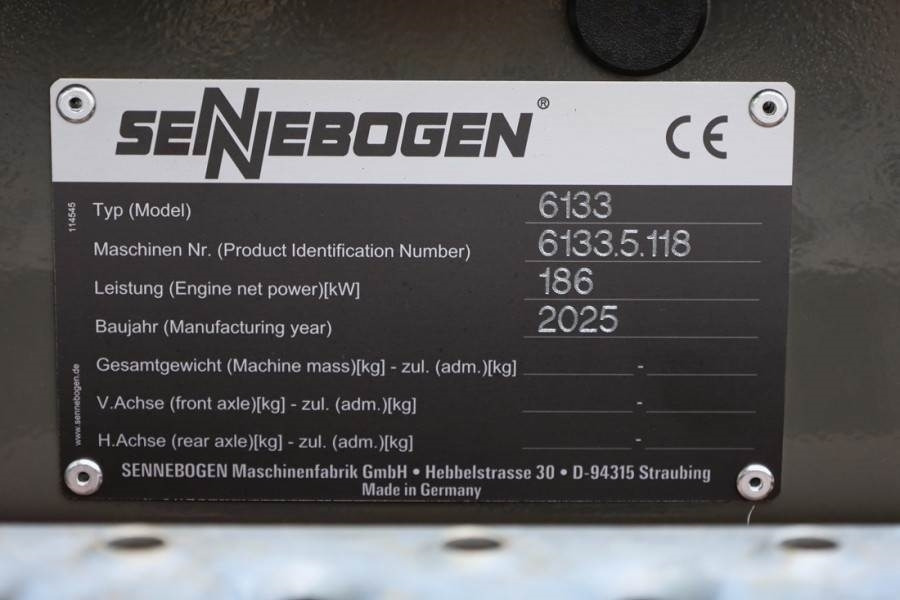 SENNEBOGEN® CE
114545
Typ (Model) 6133
Maschinen Nr. (Product Identification Number) 6133.5.118
Leistung (Engine net power)[kW] 186
Baujahr (Manufacturing year) 2025
Gesamtgewicht (Machine mass)[kg] - zul. (adm.)[kg] -
V.Achse (front axle)[kg] - zul. (adm.)[kg] -
H.Achse (rear axle)[kg] - zul. (adm.)[kg] -
www.sennebogen.de
SENNEBOGEN Maschinenfabrik GmbH • Hebbelstrasse 30 • D-94315 Straubing
Made in Germany